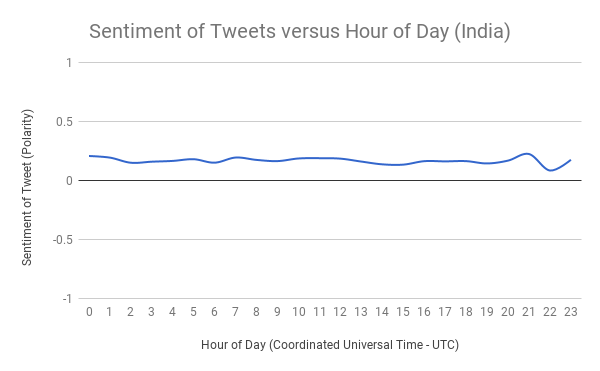 Sentiment of Tweets versus Hour of Day (India)
Sentiment of Tweet (Polarity)
1
0.5
0
-0.5
-1
0 1 2 3 4 5 6 7 8 9 10 11 12 13 14 15 16 17 18 19 20 21 22 23
Hour of Day (Coordinated Universal Time - UTC)